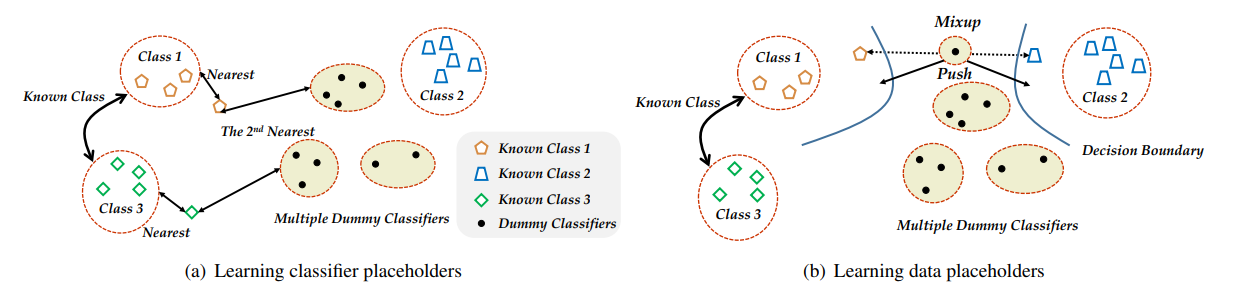 Class 1
Nearest
Known Class
The 2nd Nearest
Class 2
Class 3
Nearest
Multiple Dummy Classifiers
Known Class 1
Known Class 2
Known Class 3
Dummy Classifiers
(a) Learning classifier placeholders
Mixup
Class 1
Push
Known Class
Class 2
Decision Boundary
Class 3
Multiple Dummy Classifiers
(b) Learning data placeholders